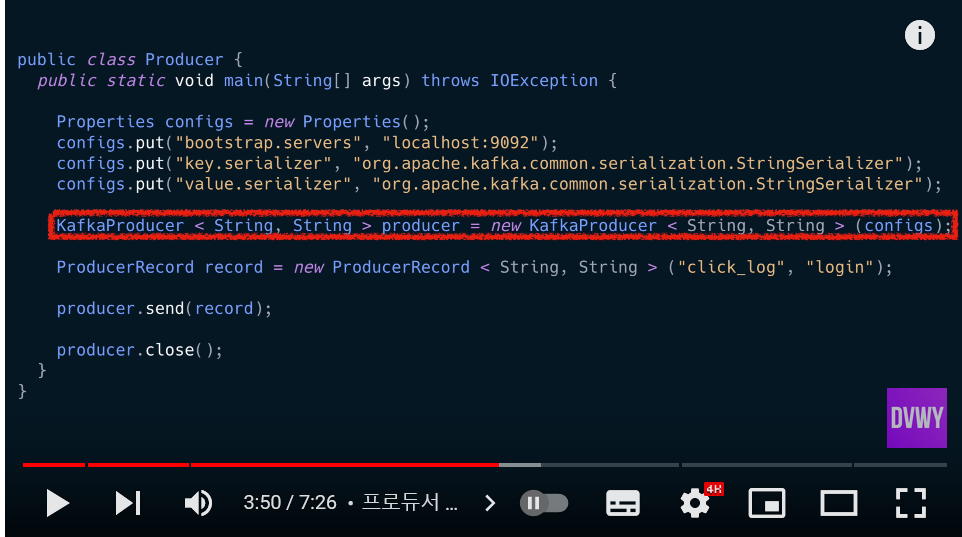 public class Producer {
public static void main(String[] args) throws IOException {
Properties configs = new Properties();
configs.put("bootstrap.servers", "localhost:9092");
configs.put("key.serializer", "org.apache.kafka.common.serialization.StringSerializer");
configs.put("value.serializer", "org.apache.kafka.common.serialization.StringSerializer");
KafkaProducer < String, String > producer = new KafkaProducer < String, String > (configs);
ProducerRecord record = new ProducerRecord < String, String > ("click_log", "login");
producer.send(record);
producer.close();
}
}
DVWY
3:50 / 7:26 • 프로듀서 ...
4K